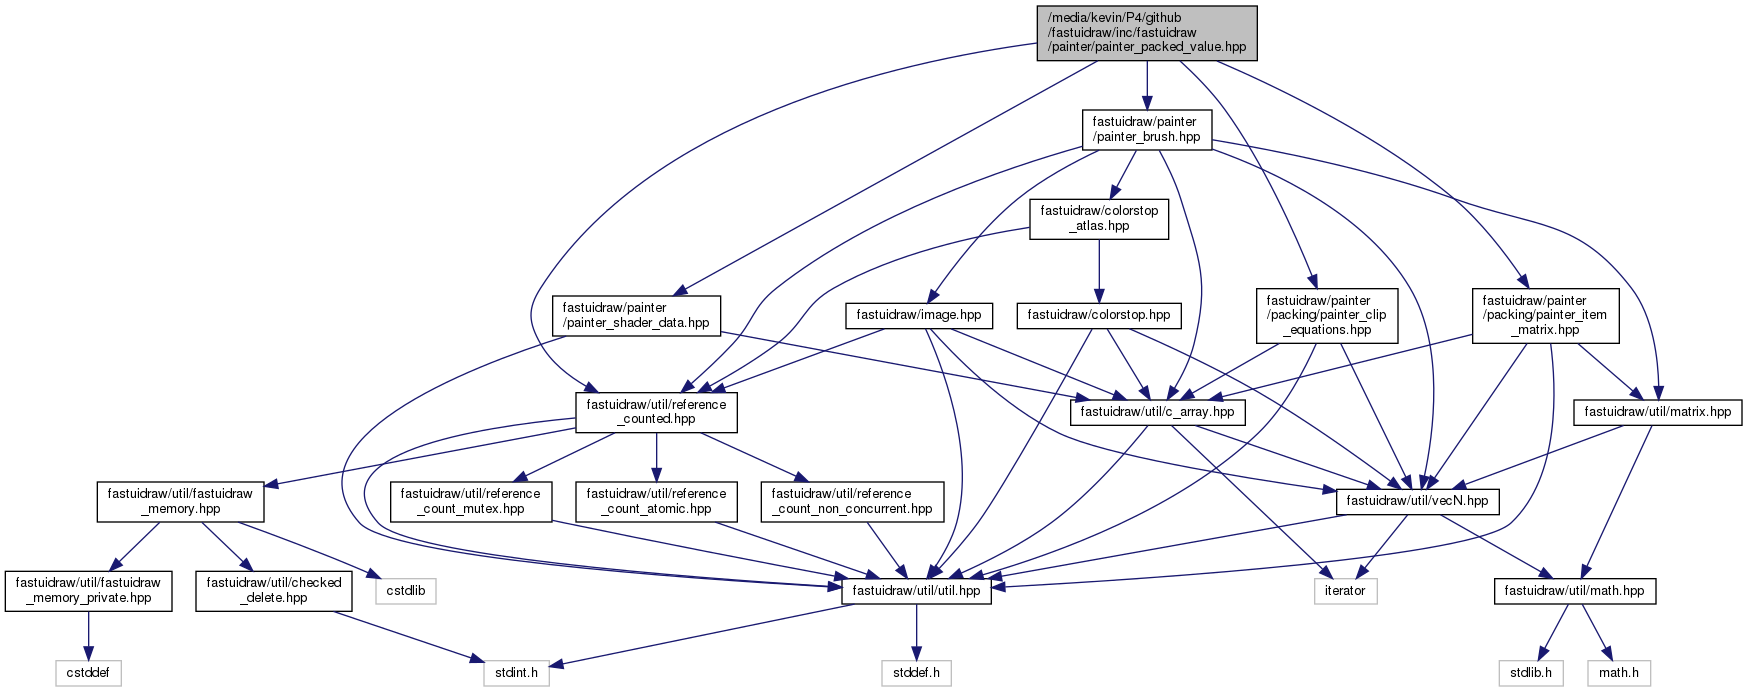 /media/kevin/P4/github
/fastuidraw/inc/fastuidraw
/painter/painter_packed_value.hpp
fastuidraw/painter
/painter_brush.hpp
fastuidraw/colorstop
_atlas.hpp
fastuidraw/painter
/painter_shader_data.hpp
fastuidraw/image.hpp
fastuidraw/colorstop.hpp
fastuidraw/painter
/packing/painter_clip
_equations.hpp
fastuidraw/painter
/packing/painter_item
_matrix.hpp
fastuidraw/util/reference
_counted.hpp
fastuidraw/util/c_array.hpp
fastuidraw/util/matrix.hpp
fastuidraw/util/fastuidraw
_memory.hpp
fastuidraw/util/reference
_count_mutex.hpp
fastuidraw/util/reference
_count_atomic.hpp
fastuidraw/util/reference
_count_non_concurrent.hpp
fastuidraw/util/vecN.hpp
fastuidraw/util/fastuidraw
_memory_private.hpp
fastuidraw/util/checked
_delete.hpp
cstdlib
fastuidraw/util/util.hpp
iterator
fastuidraw/util/math.hpp
cstddef
stdint.h
stddef.h
stdlib.h
math.h